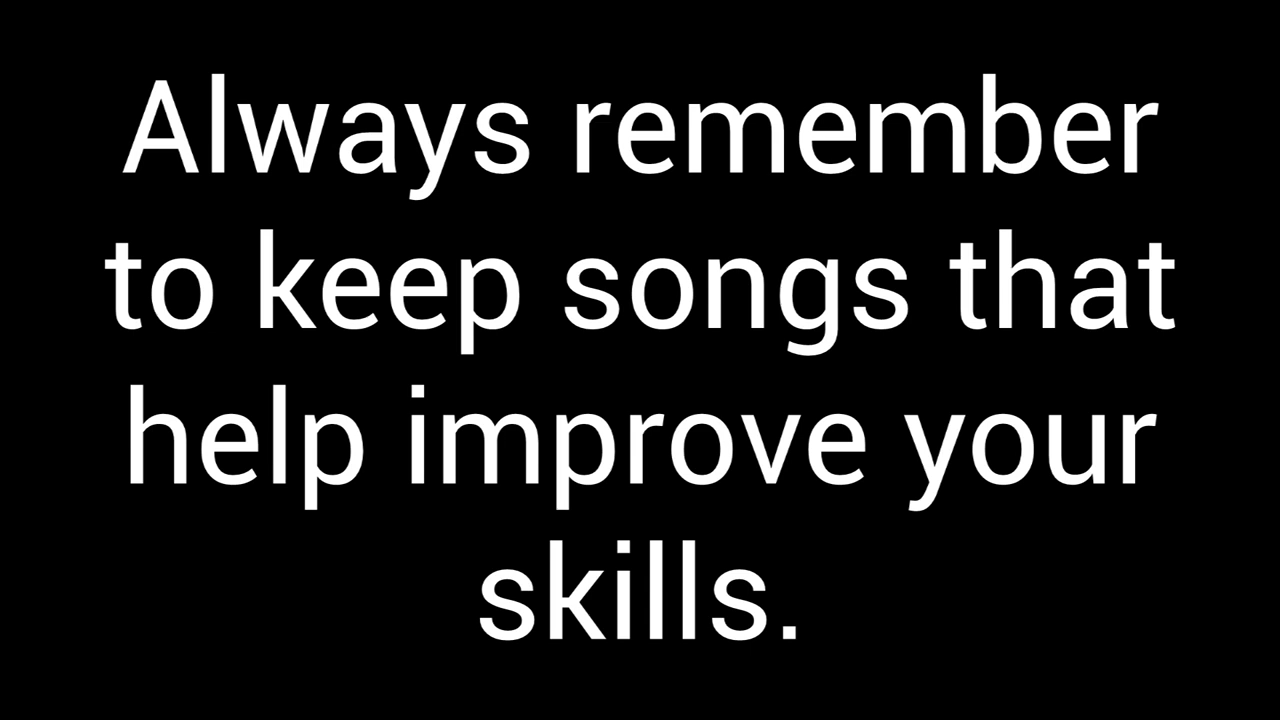 Always remember
to keep songs that
help improve your
skills.